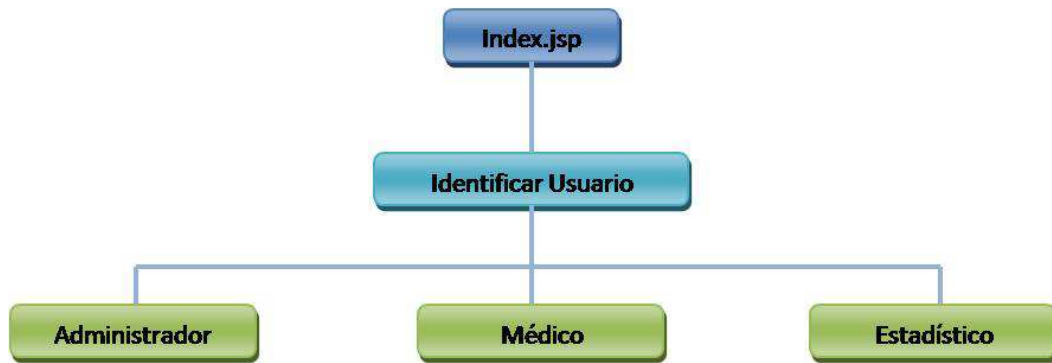 Index.jsp
Identificar Usuario
Administrador
Médico
Estadístico